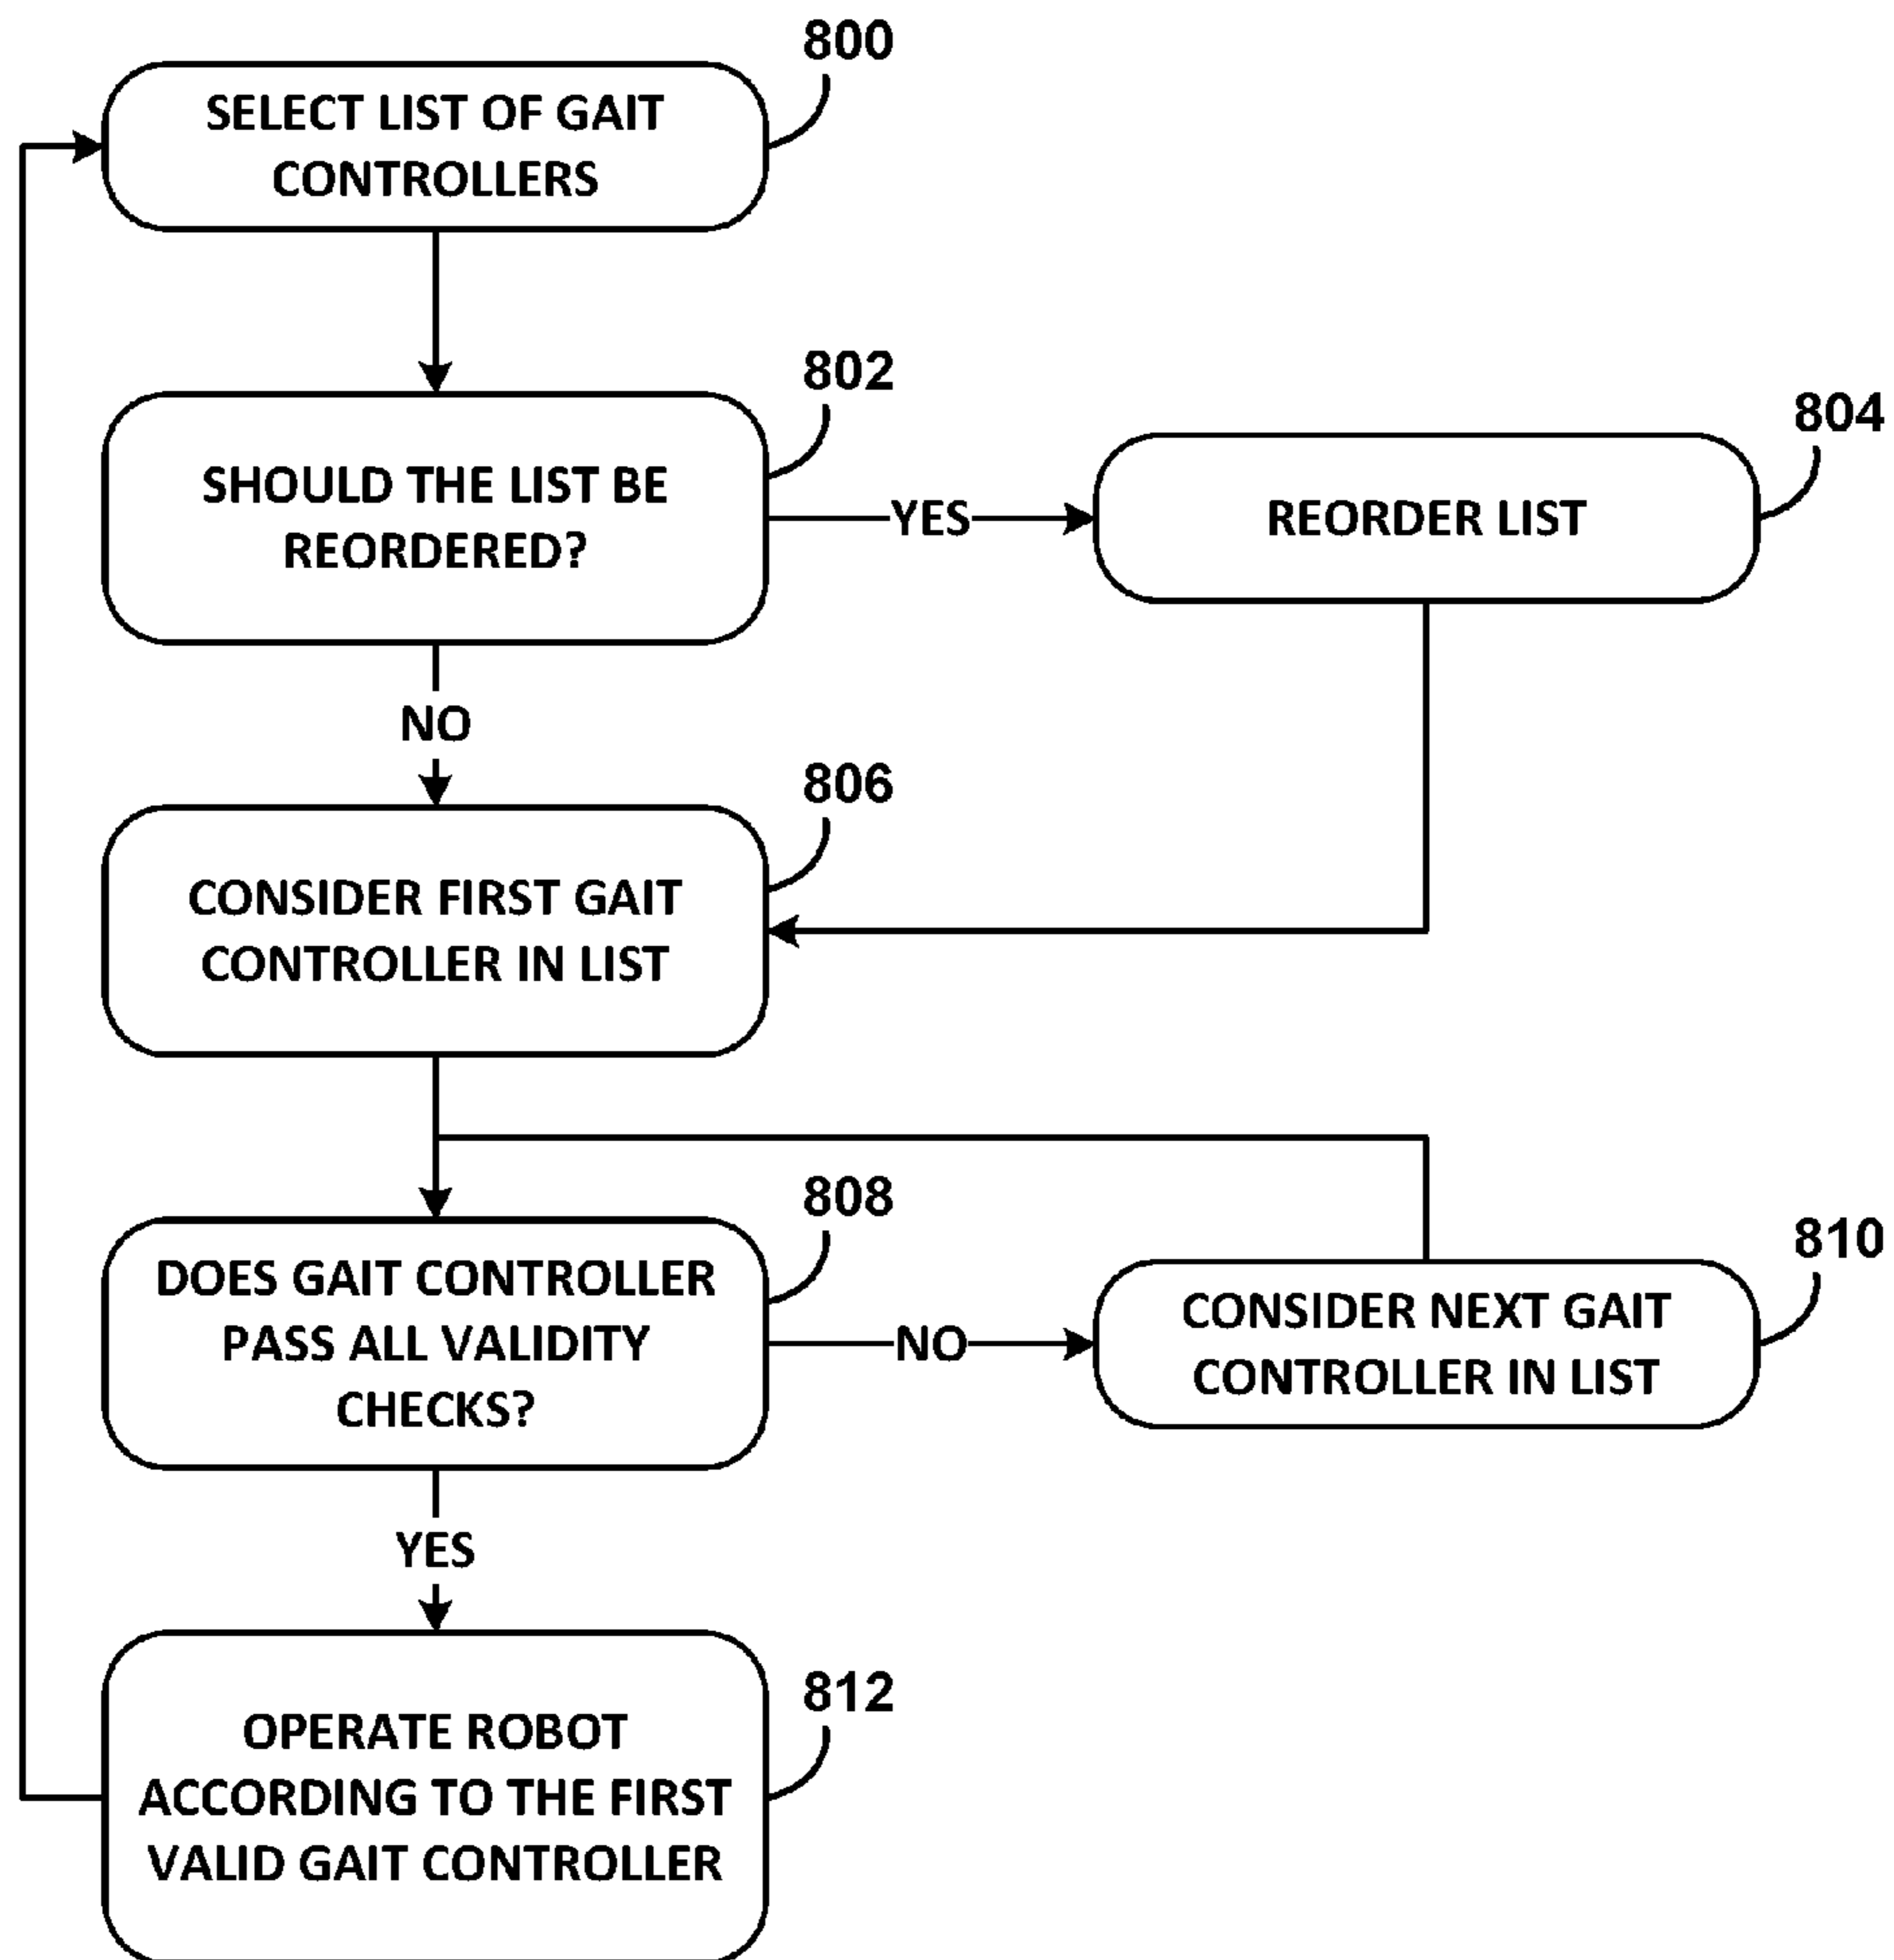 800
SELECT LIST OF GAIT
CONTROLLERS
802
SHOULD THE LIST BE
REORDERED?
YES
804
REORDER LIST
NO
806
CONSIDER FIRST GAIT
CONTROLLER IN LIST
808
DOES GAIT CONTROLLER
PASS ALL VALIDITY
CHECKS?
NO
810
CONSIDER NEXT GAIT
CONTROLLER IN LIST
YES
812
OPERATE ROBOT
ACCORDING TO THE FIRST
VALID GAIT CONTROLLER